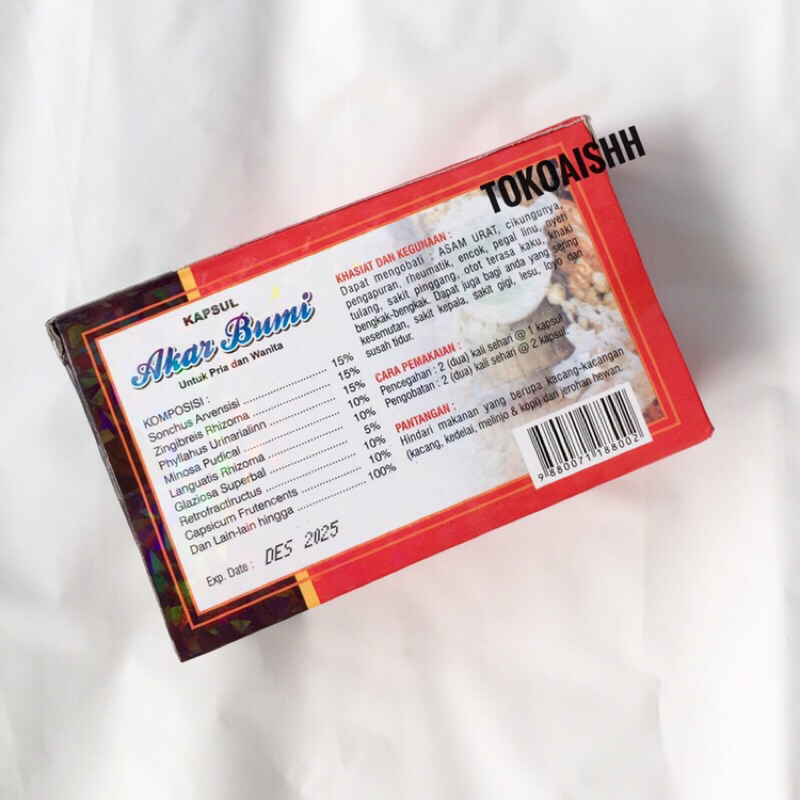 TOKOAISHH
KAPSUL
Akar Bumi
Untuk Pria dan Wanita
KOMPOSISI :
Sonchus Arvensisi ........ 15%
Zingibreis Rhizoma ........ 15%
Phyllahus Urinarialinn ........ 15%
Minosa Pudical ........ 10%
Languatis Rhizoma ........ 10%
Glaziosa Superbal ........ 5%
Retrofractiructus ........ 10%
Capsicum Frutencents ........ 10%
Dan Lain-lain hingga ........ 100%
Exp. Date : DES 2025
KHASIAT DAN KEGUNAAN :
Dapat mengobati : ASAM URAT, cikungunya,
pengapuran, rheumatik, encok, pegal linu, nyeri
tulang, sakit pinggang, otot terasa kaku, khaki
bengkak-bengkak. Dapat juga bagi anda yang sering
kesemutan, sakit kepala, sakit gigi, lesu, loyo dan
susah tidur.
CARA PEMAKAIAN :
Pencegahan : 2 (dua) kali sehari @ 1 kapsul
Pengobatan : 2 (dua) kali sehari @ 2 kapsul.
PANTANGAN :
Hindari makanan yang berupa kacang-kacangan
(kacang, kedelai, melinjo & kopi) dan jerohan hewan.
9 880071 188002